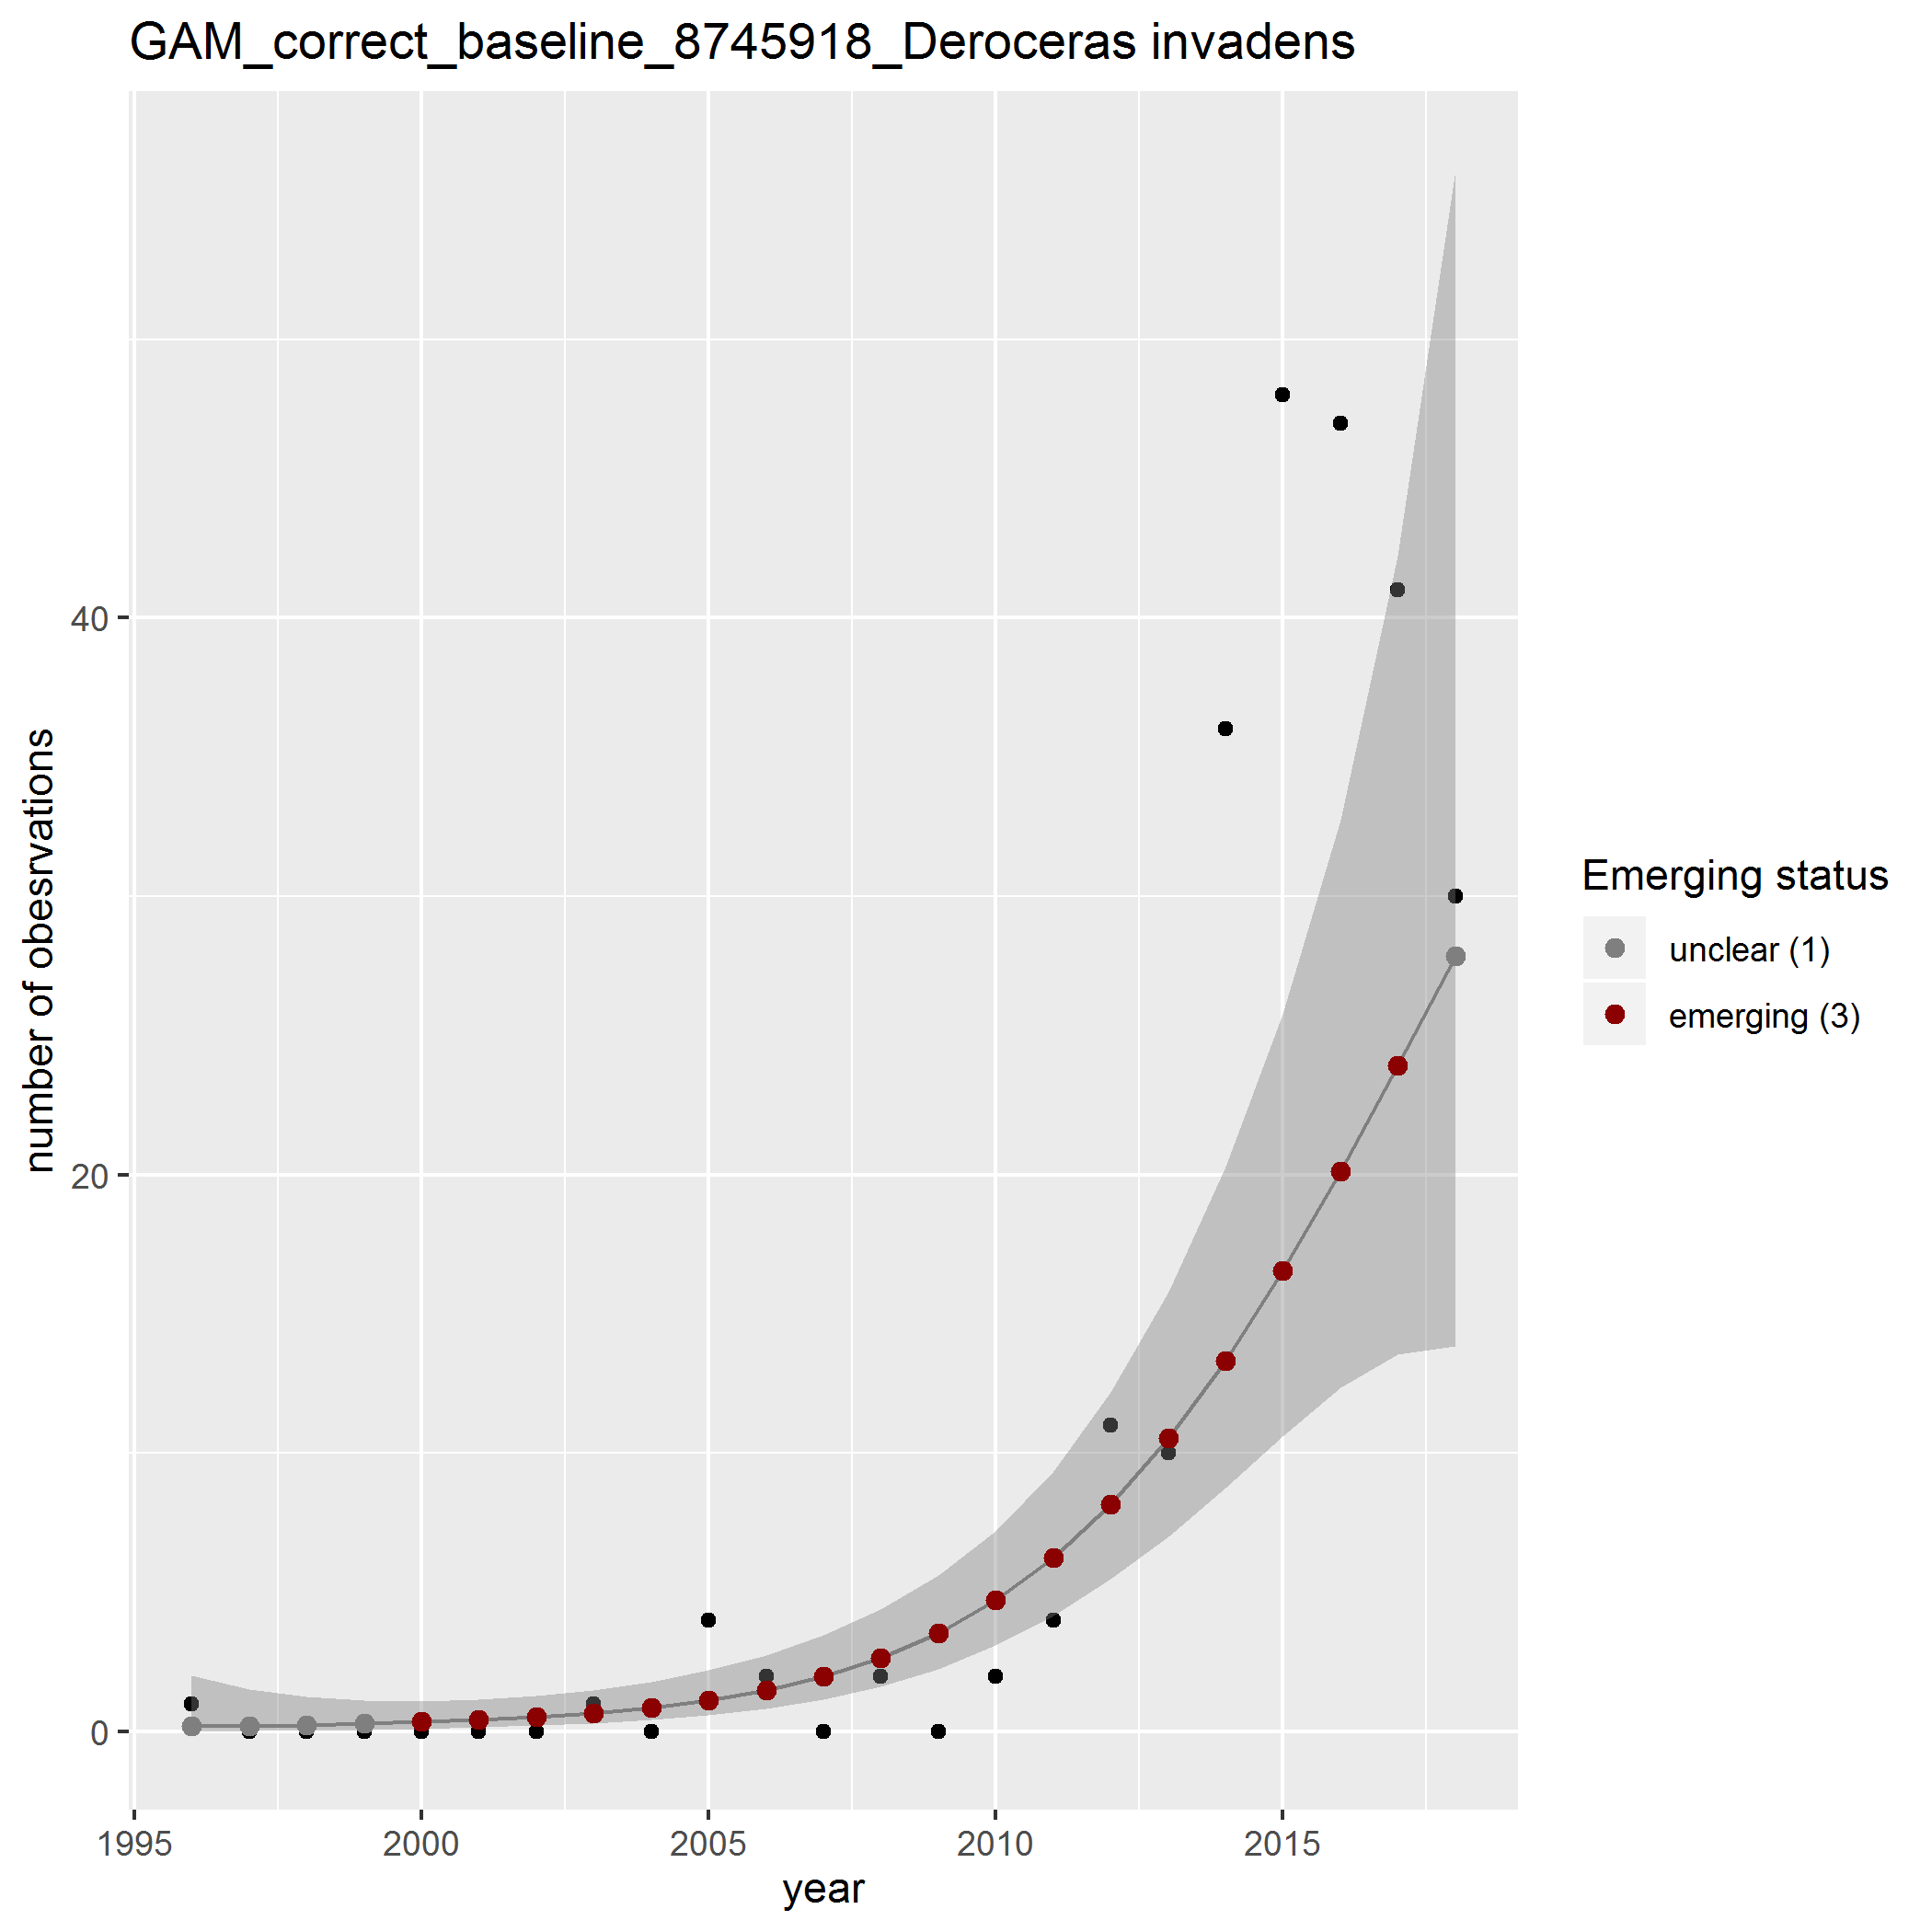 GAM_correct_baseline_8745918_Deroceras invadens
number of obesrvations
40
20
0
1995
2000
2005
2010
2015
year
Emerging status
unclear (1)
emerging (3)